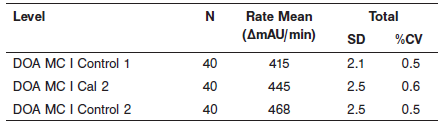 Level N Rate Mean Total
(ΔmAU/min) SD %CV
DOA MC I Control 1 40 415 2.1 0.5
DOA MC I Cal 2 40 445 2.5 0.6
DOA MC I Control 2 40 468 2.5 0.5